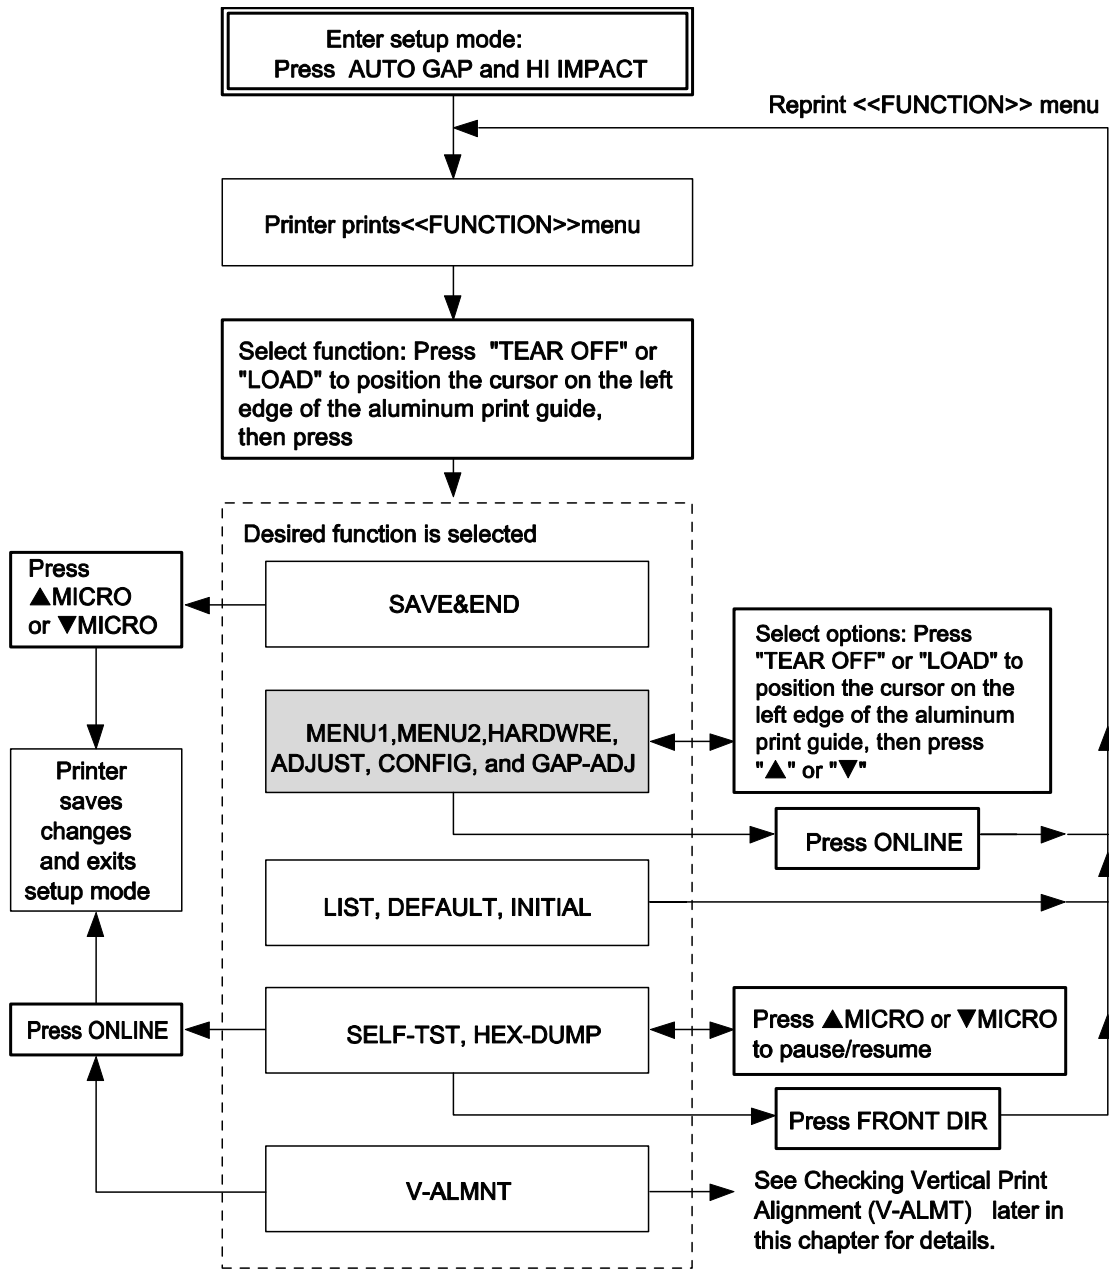 Enter setup mode:
Press AUTO GAP and HI IMPACT
Reprint <<FUNCTION>> menu
Printer prints<<FUNCTION>>menu
Select function: Press "TEAR OFF" or
"LOAD" to position the cursor on the left
edge of the aluminum print guide,
then press
Desired function is selected
Press
▲MICRO
or ▼MICRO
SAVE&END
Select options: Press
"TEAR OFF" or "LOAD" to
position the cursor on the
left edge of the aluminum
print guide, then press
"▲" or "▼"
MENU1,MENU2,HARDWRE,
ADJUST, CONFIG, and GAP-ADJ
Printer
saves
changes
and exits
setup mode
Press ONLINE
LIST, DEFAULT, INITIAL
Press ONLINE
SELF-TST, HEX-DUMP
Press ▲MICRO or ▼MICRO
to pause/resume
Press FRONT DIR
V-ALMNT
See Checking Vertical Print
Alignment (V-ALMT) later in
this chapter for details.